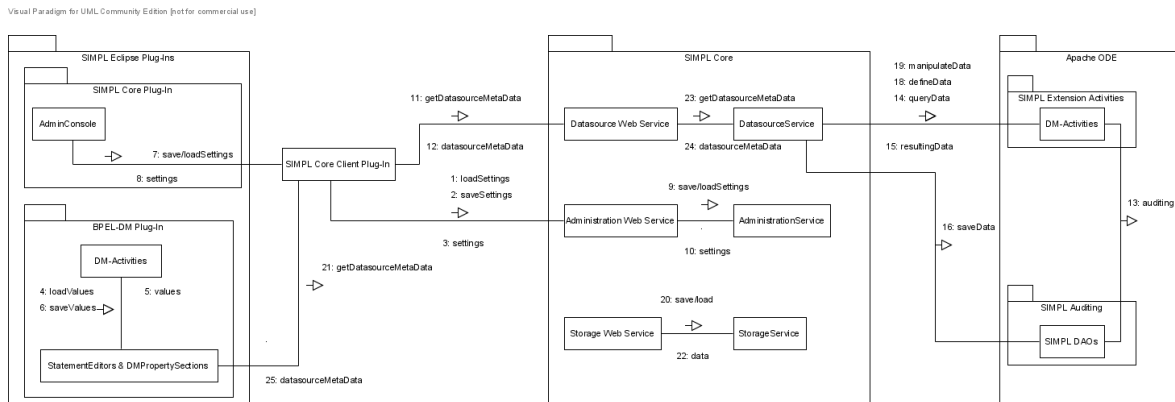 Visual Paradigm for UML Community Edition [not for commercial use]
SIMPL Eclipse Plug-Ins
SIMPL Core Plug-In
AdminConsole
7: save/loadSettings
8: settings
BPEL-DM Plug-In
DM-Activities
4: loadValues
5: values
6: saveValues
StatementEditors & DMPropertySections
SIMPL Core Client Plug-In
11: getDatasourceMetaData
12: datasourceMetaData
1: loadSettings
2: saveSettings
3: settings
21: getDatasourceMetaData
25: datasourceMetaData
SIMPL Core
Datasource Web Service
23: getDatasourceMetaData
DatasourceService
24: datasourceMetaData
9: save/loadSettings
Administration Web Service
AdministrationService
10: settings
20: save/load
Storage Web Service
StorageService
22: data
19: manipulateData
18: defineData
14: queryData
15: resultingData
16: saveData
Apache ODE
SIMPL Extension Activities
DM-Activities
13: auditing
SIMPL Auditing
SIMPL DAOs